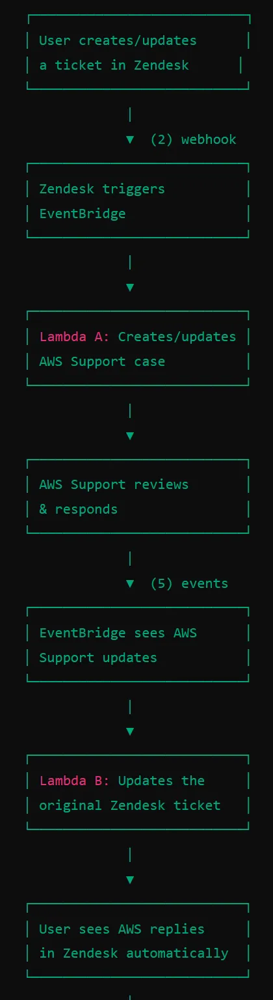 User creates/updates
a ticket in Zendesk
▼ (2) webhook
Zendesk triggers
EventBridge
▼
Lambda A: Creates/updates
AWS Support case
▼
AWS Support reviews
& responds
▼ (5) events
EventBridge sees AWS
Support updates
▼
Lambda B: Updates the
original Zendesk ticket
▼
User sees AWS replies
in Zendesk automatically